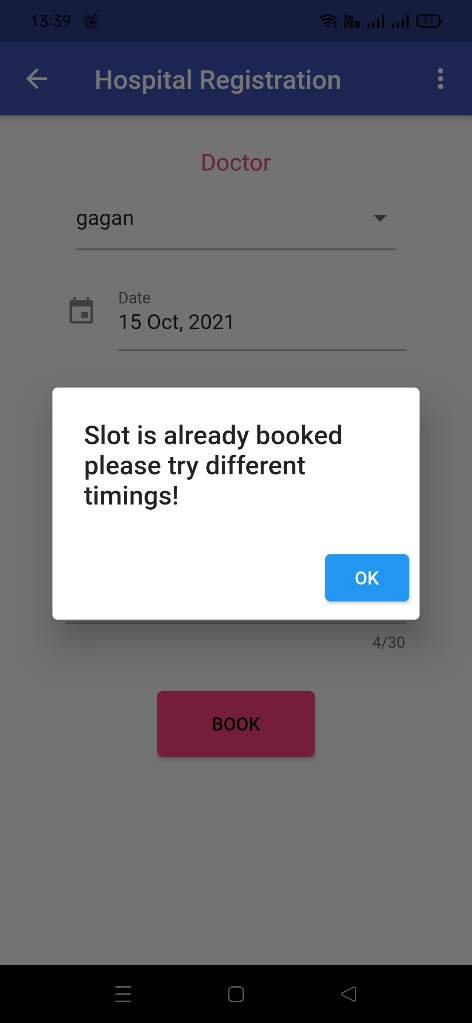 13:39
37
Hospital Registration
Doctor
gagan
Date
15 Oct, 2021
Slot is already booked
please try different
timings!
OK
4/30
BOOK